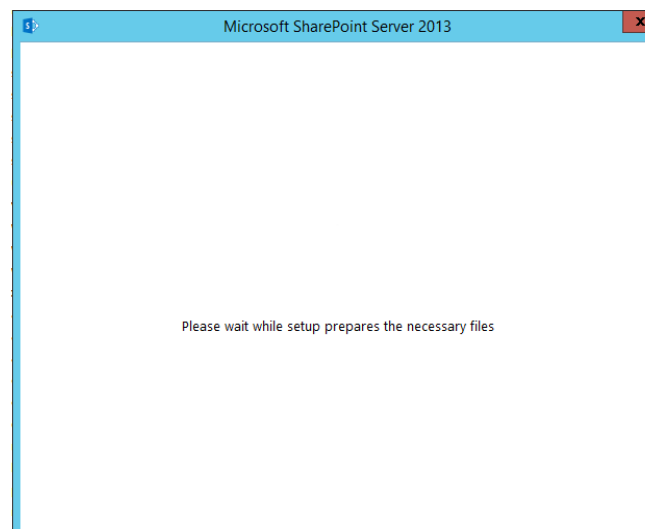 Microsoft SharePoint Server 2013
Please wait while setup prepares the necessary files